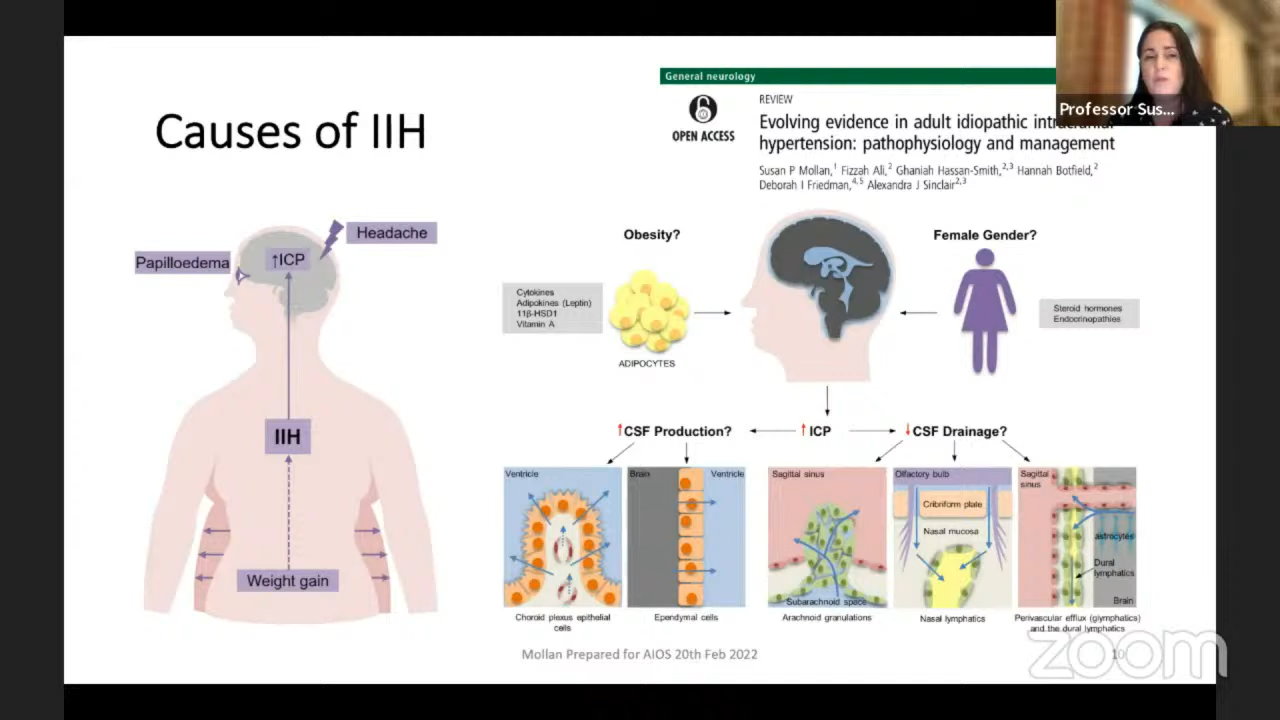 General neurology
OPEN ACCESS
REVIEW
Evolving evidence in adult idiopathic intracranial
hypertension: pathophysiology and management
Susan P Mollan,1 Fizzah Ali,2 Ghaniah Hassan-Smith,2,3 Hannah Botfield,2
Deborah I Friedman,4,5 Alexandra J Sinclair2,3
Professor Sus...
Causes of IIH
Headache
Papilloedema
↑ICP
IIH
Weight gain
Obesity?
Female Gender?
Cytokines
Adipokines (Leptin)
11β-HSD1
Vitamin A
ADIPOCYTES
Steroid hormones
Endocrinopathies
↑CSF Production?
↑ ICP
↓CSF Drainage?
Ventricle
Brain
Ventricle
Sagittal sinus
Subarachnoid space
Olfactory bulb
Cribriform plate
Nasal mucosa
Sagittal
sinus
astrocytes
Dural
lymphatics
Brain
Choroid plexus epithelial
cells
Ependymal cells
Arachnoid granulations
Nasal lymphatics
Perivascular efflux (glymphatics)
and the dural lymphatics
Mollan Prepared for AIOS 20th Feb 2022
10
zoom